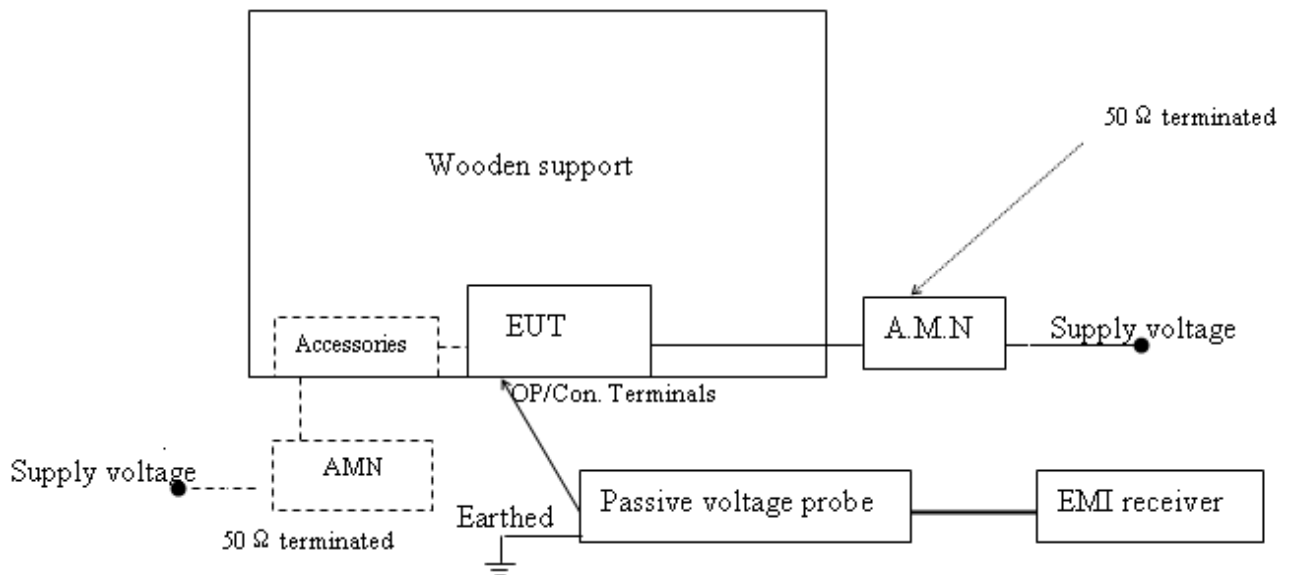 50 Ω terminated
Wooden support
EUT
A.M.N
Supply voltage
Accessories
OP/Con. Terminals
Supply voltage
AMN
Passive voltage probe
EMI receiver
Earthed
50 Ω terminated